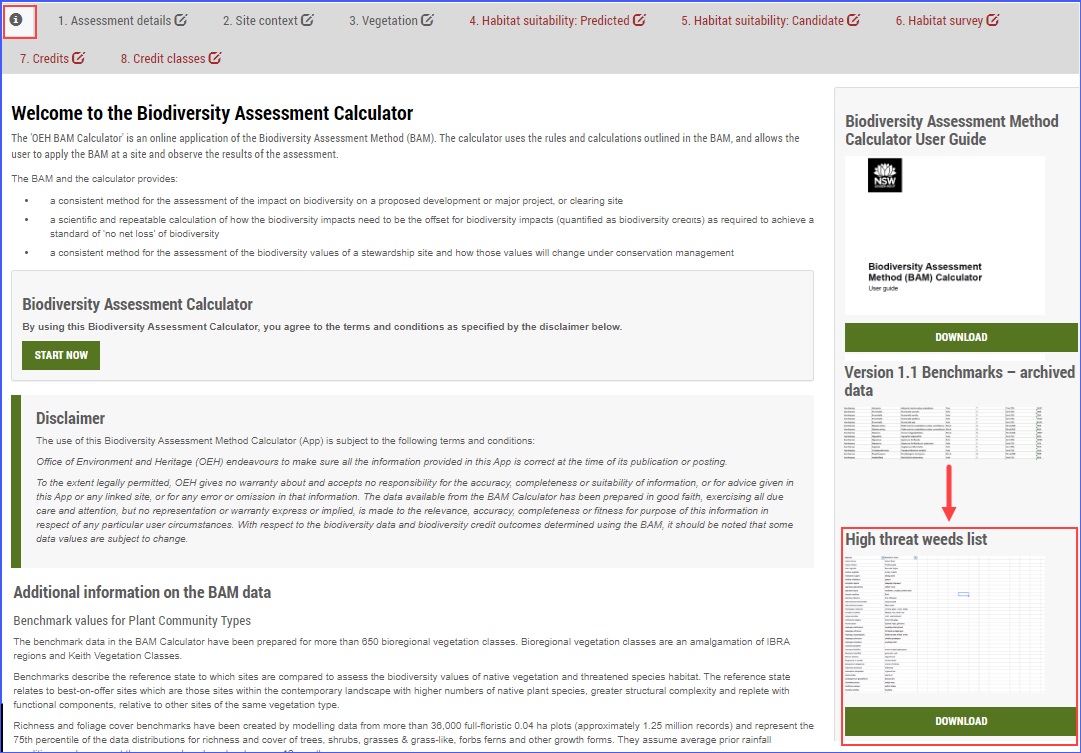 1. Assessment details
2. Site context
3. Vegetation
4. Habitat suitability: Predicted
5. Habitat suitability: Candidate
6. Habitat survey
7. Credits
8. Credit classes
Welcome to the Biodiversity Assessment Calculator
The 'OEH BAM Calculator' is an online application of the Biodiversity Assessment Method (BAM). The calculator uses the rules and calculations outlined in the BAM, and allows the
user to apply the BAM at a site and observe the results of the assessment.
The BAM and the calculator provides:
• a consistent method for the assessment of the impact on biodiversity on a proposed development or major project, or clearing site
• a scientific and repeatable calculation of how the biodiversity impacts need to be the offset for biodiversity impacts (quantified as biodiversity credits) as required to achieve a
standard of 'no net loss' of biodiversity
• a consistent method for the assessment of the biodiversity values of a stewardship site and how those values will change under conservation management
Biodiversity Assessment Calculator
By using this Biodiversity Assessment Calculator, you agree to the terms and conditions as specified by the disclaimer below.
START NOW
Disclaimer
The use of this Biodiversity Assessment Method Calculator (App) is subject to the following terms and conditions:
Office of Environment and Heritage (OEH) endeavours to make sure all the information provided in this App is correct at the time of its publication or posting.
To the extent legally permitted, OEH gives no warranty about and accepts no responsibility for the accuracy, completeness or suitability of information, or for advice given in
this App or any linked site, or for any error or omission in that information. The data available from the BAM Calculator has been prepared in good faith, exercising all due
care and attention, but no representation or warranty express or implied, is made to the relevance, accuracy, completeness or fitness for purpose of this information in
respect of any particular user circumstances. With respect to the biodiversity data and biodiversity credit outcomes determined using the BAM, it should be noted that some
data values are subject to change.
Additional information on the BAM data
Benchmark values for Plant Community Types
The benchmark data in the BAM Calculator have been prepared for more than 650 bioregional vegetation classes. Bioregional vegetation classes are an amalgamation of IBRA
regions and Keith Vegetation Classes.
Benchmarks describe the reference state to which sites are compared to assess the biodiversity values of native vegetation and threatened species habitat. The reference state
relates to best-on-offer sites which are those sites within the contemporary landscape with higher numbers of native plant species, greater structural complexity and replete with
functional components, relative to other sites of the same vegetation type.
Richness and foliage cover benchmarks have been created by modelling data from more than 36,000 full-floristic 0.04 ha plots (approximately 1.25 million records) and represent the
75th percentile of the data distributions for richness and cover of trees, shrubs, grasses & grass-like, forbs ferns and other growth forms. They assume average prior rainfall
Biodiversity Assessment Method
Calculator User Guide
NSW
Biodiversity Assessment
Method (BAM) Calculator
User guide
DOWNLOAD
Version 1.1 Benchmarks – archived
data
High threat weeds list
DOWNLOAD